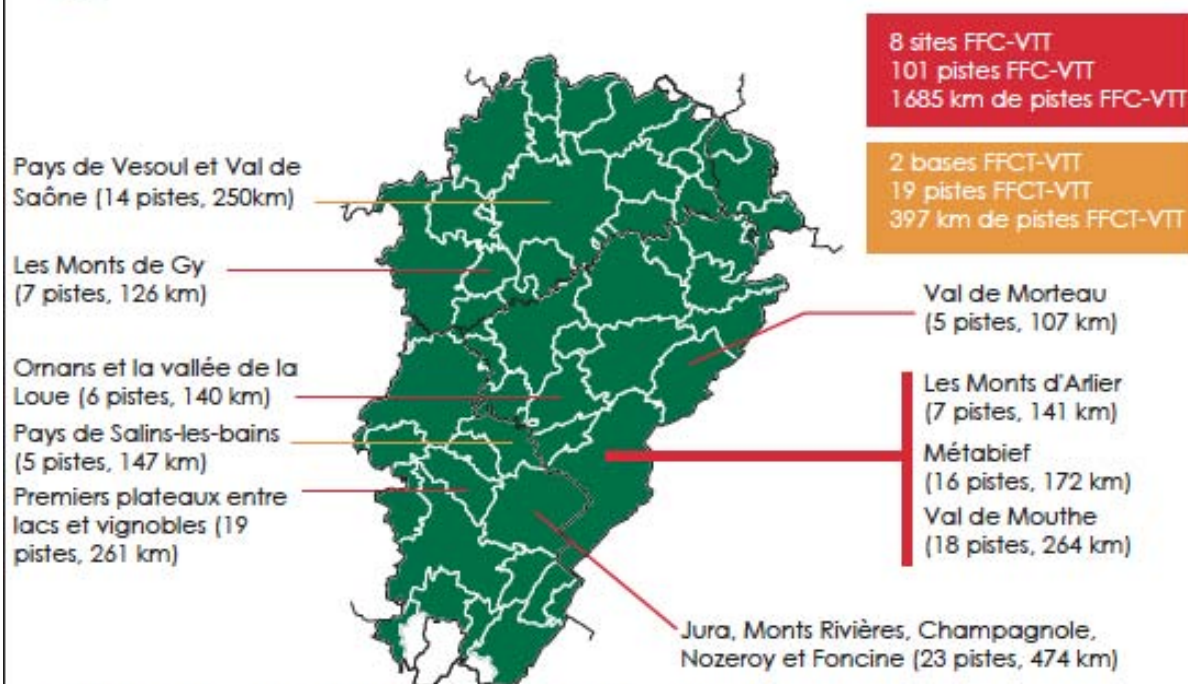 8 sites FFC-VTT
101 pistes FFC-VTT
1685 km de pistes FFC-VTT
2 bases FFCT-VTT
19 pistes FFCT-VTT
397 km de pistes FFCT-VTT
Pays de Vesoul et Val de
Saône (14 pistes, 250km)
Les Monts de Gy
(7 pistes, 126 km)
Ornans et la vallée de la
Loue (6 pistes, 140 km)
Pays de Salins-les-bains
(5 pistes, 147 km)
Premiers plateaux entre
lacs et vignobles (19
pistes, 261 km)
Val de Morteau
(5 pistes, 107 km)
Les Monts d'Arlier
(7 pistes, 141 km)
Métabief
(16 pistes, 172 km)
Val de Mouthe
(18 pistes, 264 km)
Jura, Monts Rivières, Champagnole,
Nozeroy et Foncine (23 pistes, 474 km)